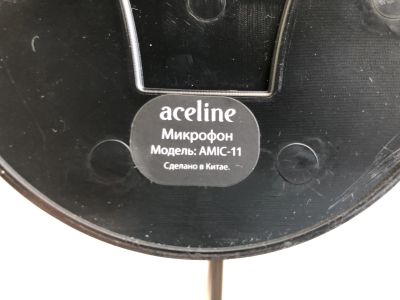 aceline
Микрофон
Модель: AMIC-11
Сделано в Китае.